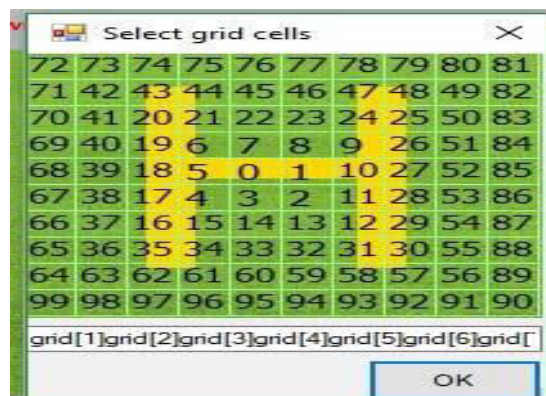 Select grid cells
72 73 74 75 76 77 78 79 80 81
71 42 43 44 45 46 47 48 49 82
70 41 20 21 22 23 24 25 50 83
69 40 19 6 7 8 9 26 51 84
68 39 18 5 0 1 10 27 52 85
67 38 17 4 3 2 11 28 53 86
66 37 16 15 14 13 12 29 54 87
65 36 35 34 33 32 31 30 55 88
64 63 62 61 60 59 58 57 56 89
99 98 97 96 95 94 93 92 91 90
grid[1]grid[2]grid[3]grid[4]grid[5]grid[6]grid[
OK